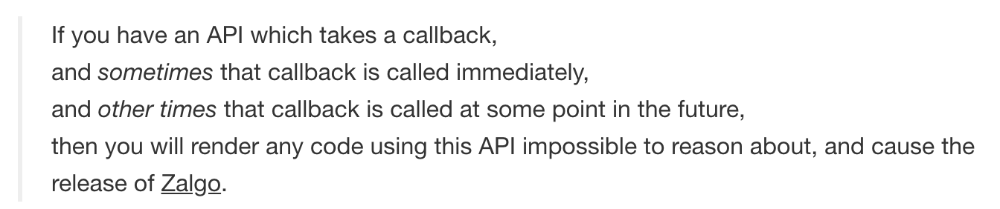 If you have an API which takes a callback,
and sometimes that callback is called immediately,
and other times that callback is called at some point in the future,
then you will render any code using this API impossible to reason about, and cause the
release of Zalgo.